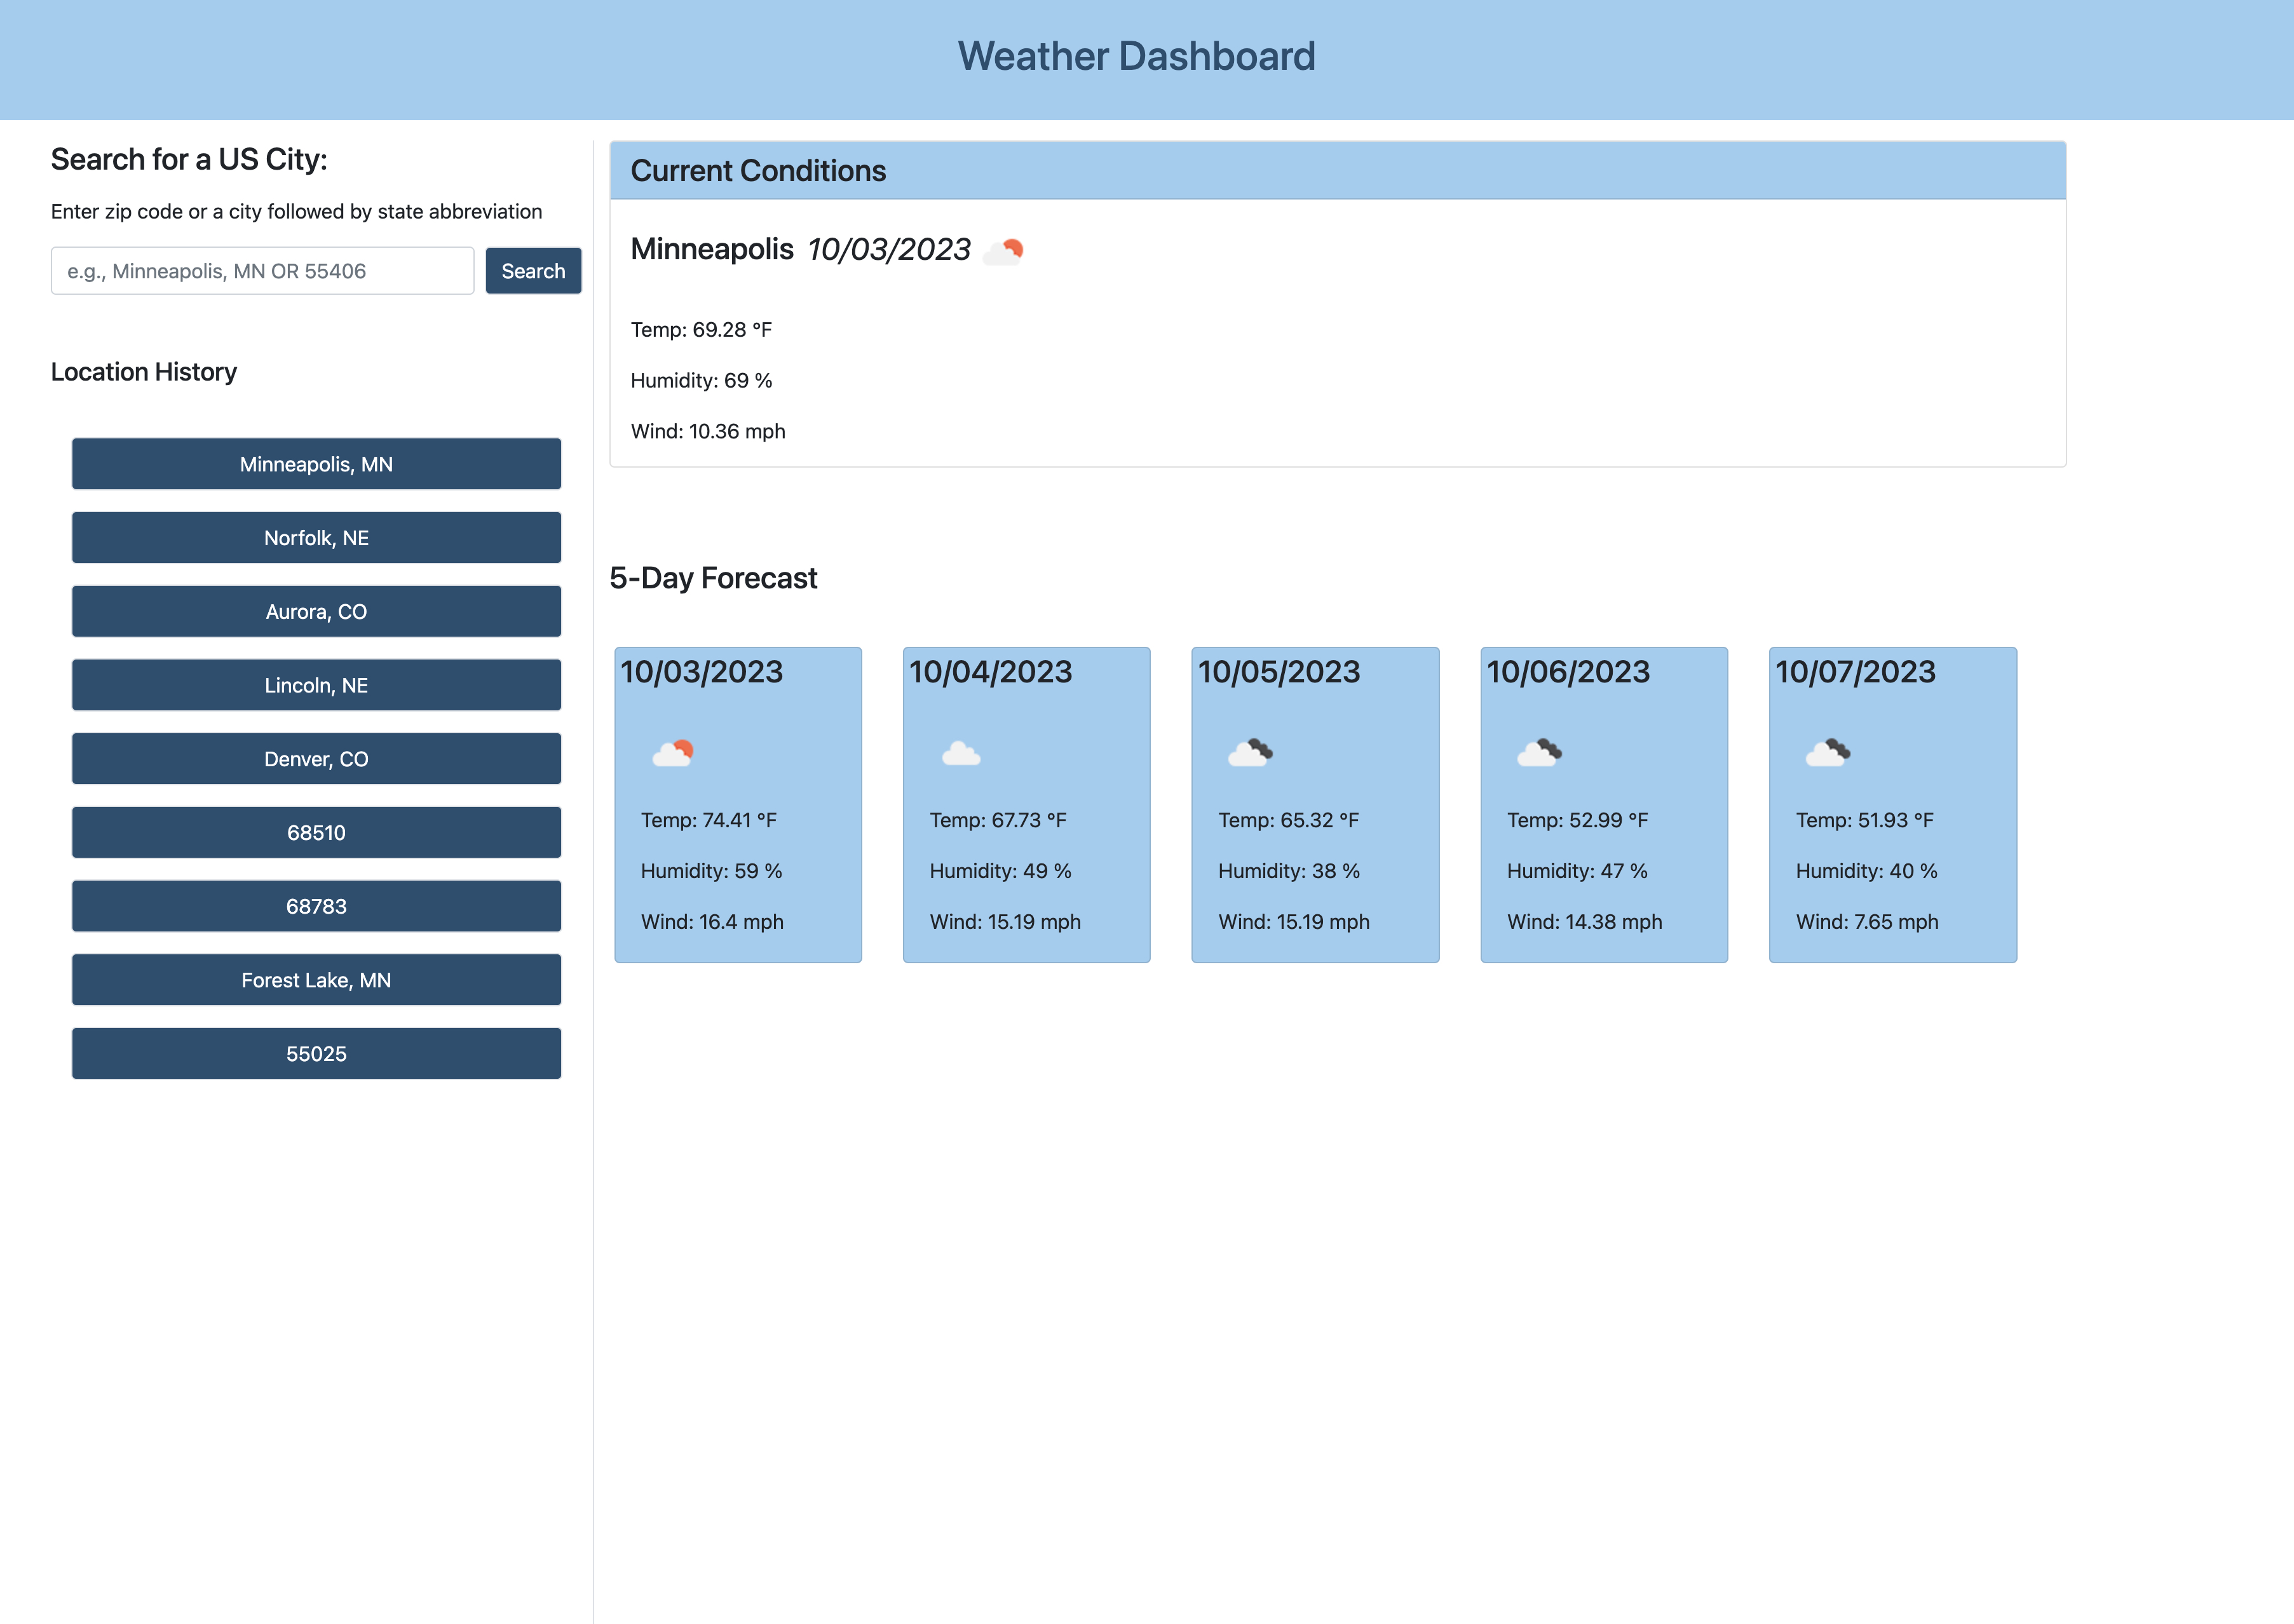 Weather Dashboard
Search for a US City:
Enter zip code or a city followed by state abbreviation
e.g., Minneapolis, MN OR 55406
Search
Location History
Minneapolis, MN
Norfolk, NE
Aurora, CO
Lincoln, NE
Denver, CO
68510
68783
Forest Lake, MN
55025
Current Conditions
Minneapolis 10/03/2023
Temp: 69.28 °F
Humidity: 69 %
Wind: 10.36 mph
5-Day Forecast
10/03/2023
Temp: 74.41 °F
Humidity: 59 %
Wind: 16.4 mph
10/04/2023
Temp: 67.73 °F
Humidity: 49 %
Wind: 15.19 mph
10/05/2023
Temp: 65.32 °F
Humidity: 38 %
Wind: 15.19 mph
10/06/2023
Temp: 52.99 °F
Humidity: 47 %
Wind: 14.38 mph
10/07/2023
Temp: 51.93 °F
Humidity: 40 %
Wind: 7.65 mph